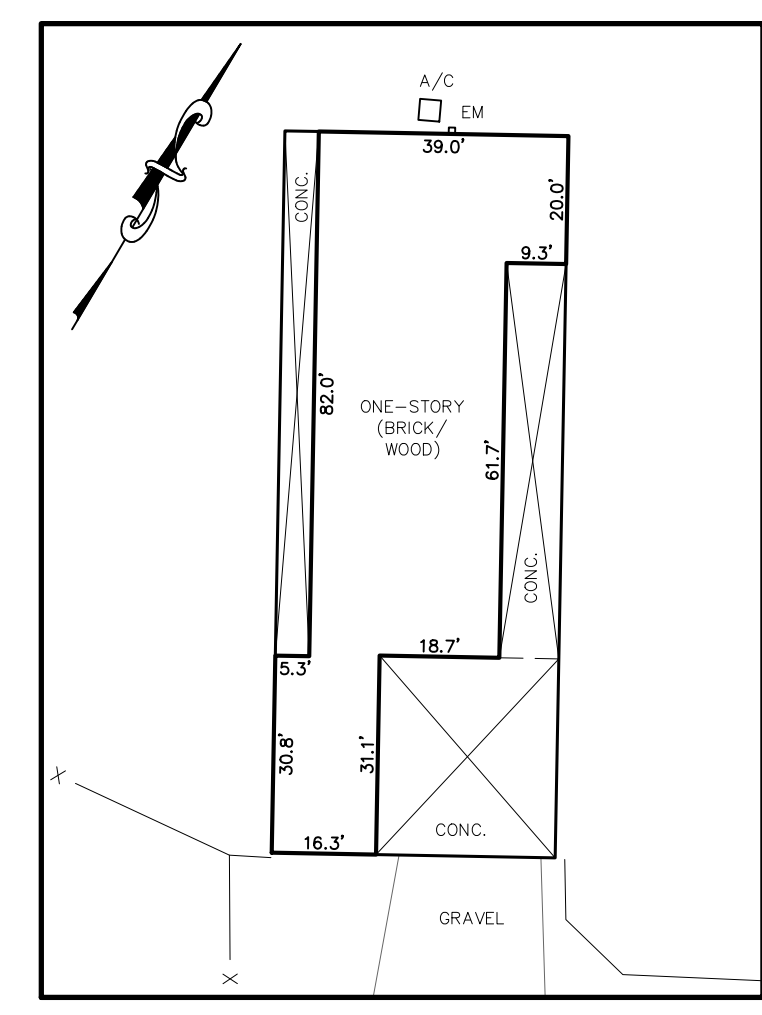 A/C
EM
39.0'
CONC.
20.0'
9.3'
82.0'
ONE-STORY
(BRICK/
WOOD)
61.7'
CONC.
18.7'
5.3'
30.8'
31.1'
CONC.
16.3'
GRAVEL
X
X